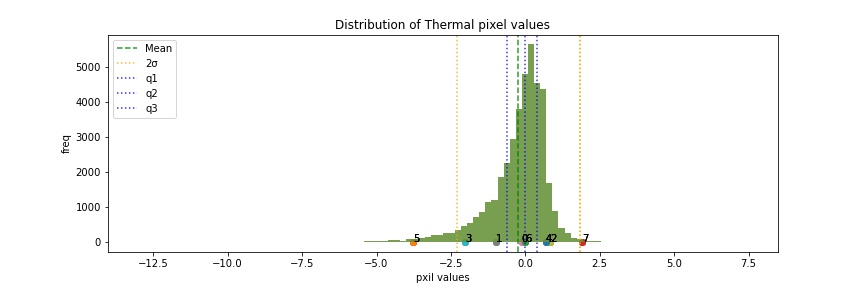 Distribution of Thermal pixel values
Mean
2σ
q1
q2
q3
freq
5000
4000
3000
2000
1000
0
5 3 1 0 6 4 2 7
−12.5 −10.0 −7.5 −5.0 −2.5 0.0 2.5 5.0 7.5
pxil values